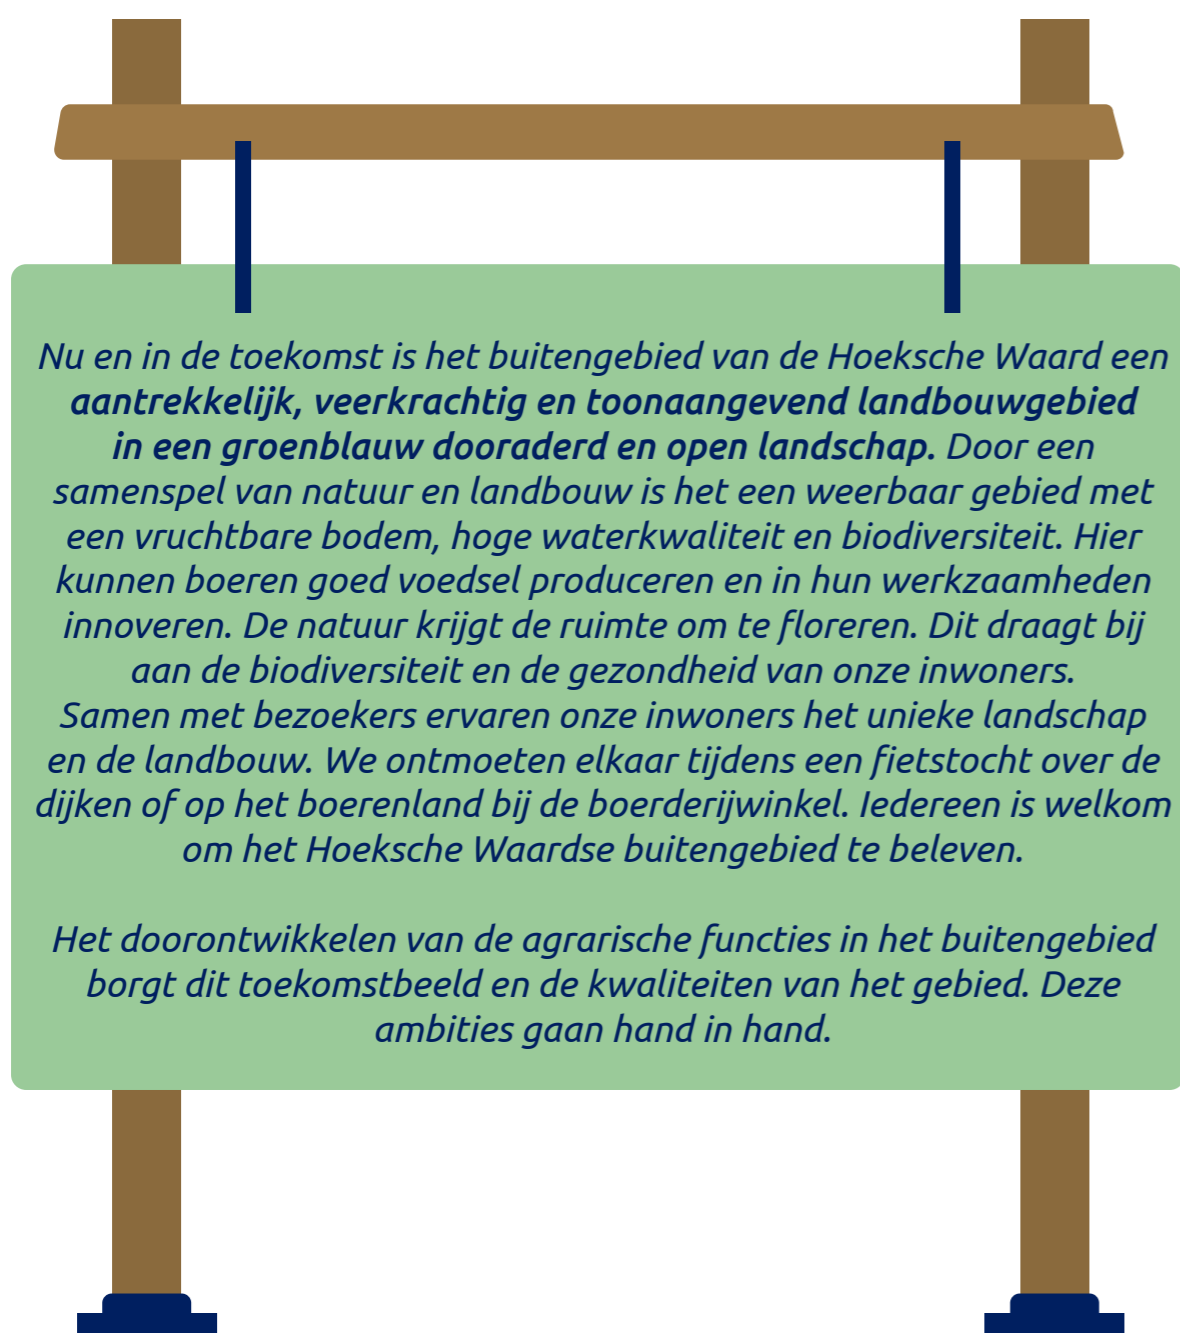 Nu en in de toekomst is het buitengebied van de Hoeksche Waard een
aantrekkelijk, veerkrachtig en toonaangevend landbouwgebied
in een groenblauw dooraderd en open landschap. Door een
samenspel van natuur en landbouw is het een weerbaar gebied met
een vruchtbare bodem, hoge waterkwaliteit en biodiversiteit. Hier
kunnen boeren goed voedsel produceren en in hun werkzaamheden
innoveren. De natuur krijgt de ruimte om te floreren. Dit draagt bij
aan de biodiversiteit en de gezondheid van onze inwoners.
Samen met bezoekers ervaren onze inwoners het unieke landschap
en de landbouw. We ontmoeten elkaar tijdens een fietstocht over de
dijken of op het boerenland bij de boerderijwinkel. Iedereen is welkom
om het Hoeksche Waardse buitengebied te beleven.
Het doorontwikkelen van de agrarische functies in het buitengebied
borgt dit toekomstbeeld en de kwaliteiten van het gebied. Deze
ambities gaan hand in hand.